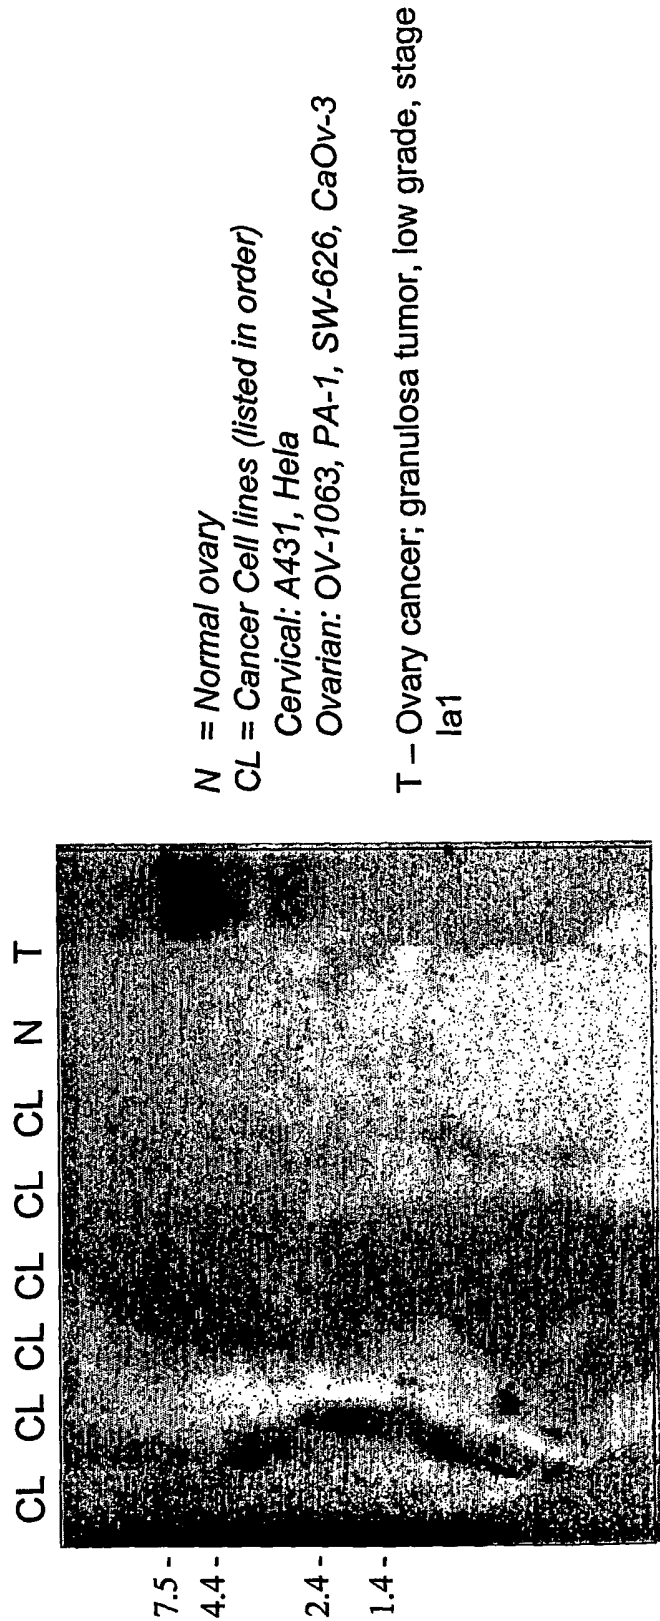 CL CL CL CL CL CL N T
7.5 -
4.4 -
2.4 -
1.4 -
N = Normal ovary
CL = Cancer Cell lines (listed in order)
Cervical: A431, Hela
Ovarian: OV-1063, PA-1, SW-626, CaOv-3
T – Ovary cancer; granulosa tumor, low grade, stage
Ia1